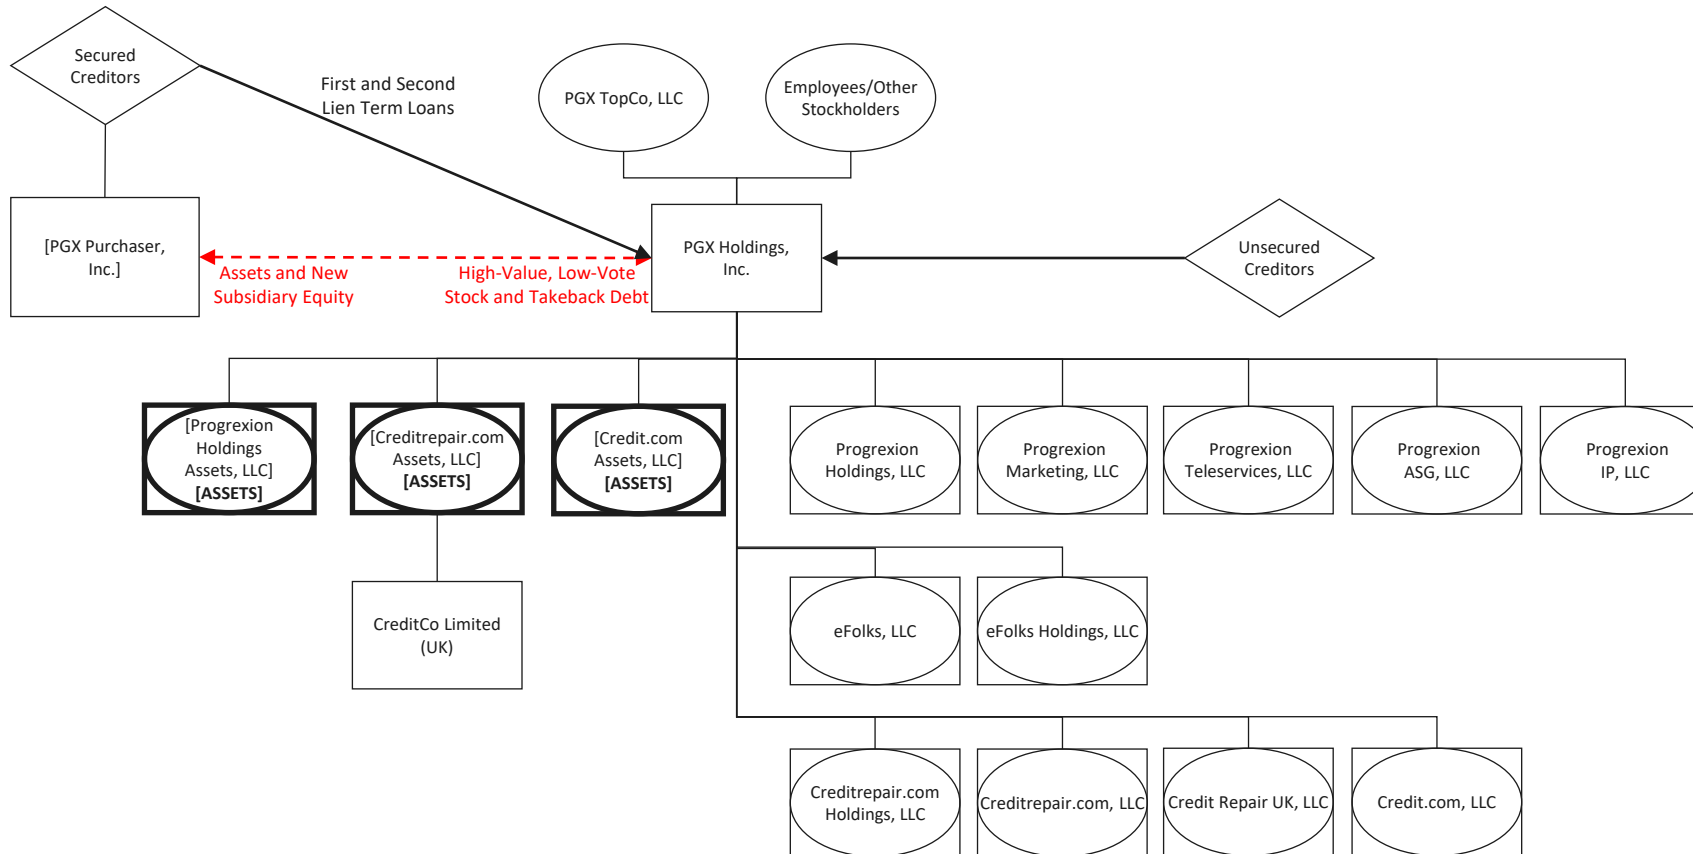 Secured
Creditors
First and Second
Lien Term Loans
PGX TopCo, LLC
Employees/Other
Stockholders
[PGX Purchaser,
Inc.]
Assets and New
Subsidiary Equity
High-Value, Low-Vote
Stock and Takeback Debt
PGX Holdings,
Inc.
Unsecured
Creditors
[Progrexion
Holdings
Assets, LLC]
[ASSETS]
[Creditrepair.com
Assets, LLC]
[ASSETS]
[Credit.com
Assets, LLC]
[ASSETS]
Progrexion
Holdings, LLC
Progrexion
Marketing, LLC
Progrexion
Teleservices, LLC
Progrexion
ASG, LLC
Progrexion
IP, LLC
CreditCo Limited
(UK)
eFolks, LLC
eFolks Holdings, LLC
Creditrepair.com
Holdings, LLC
Creditrepair.com, LLC
Credit Repair UK, LLC
Credit.com, LLC